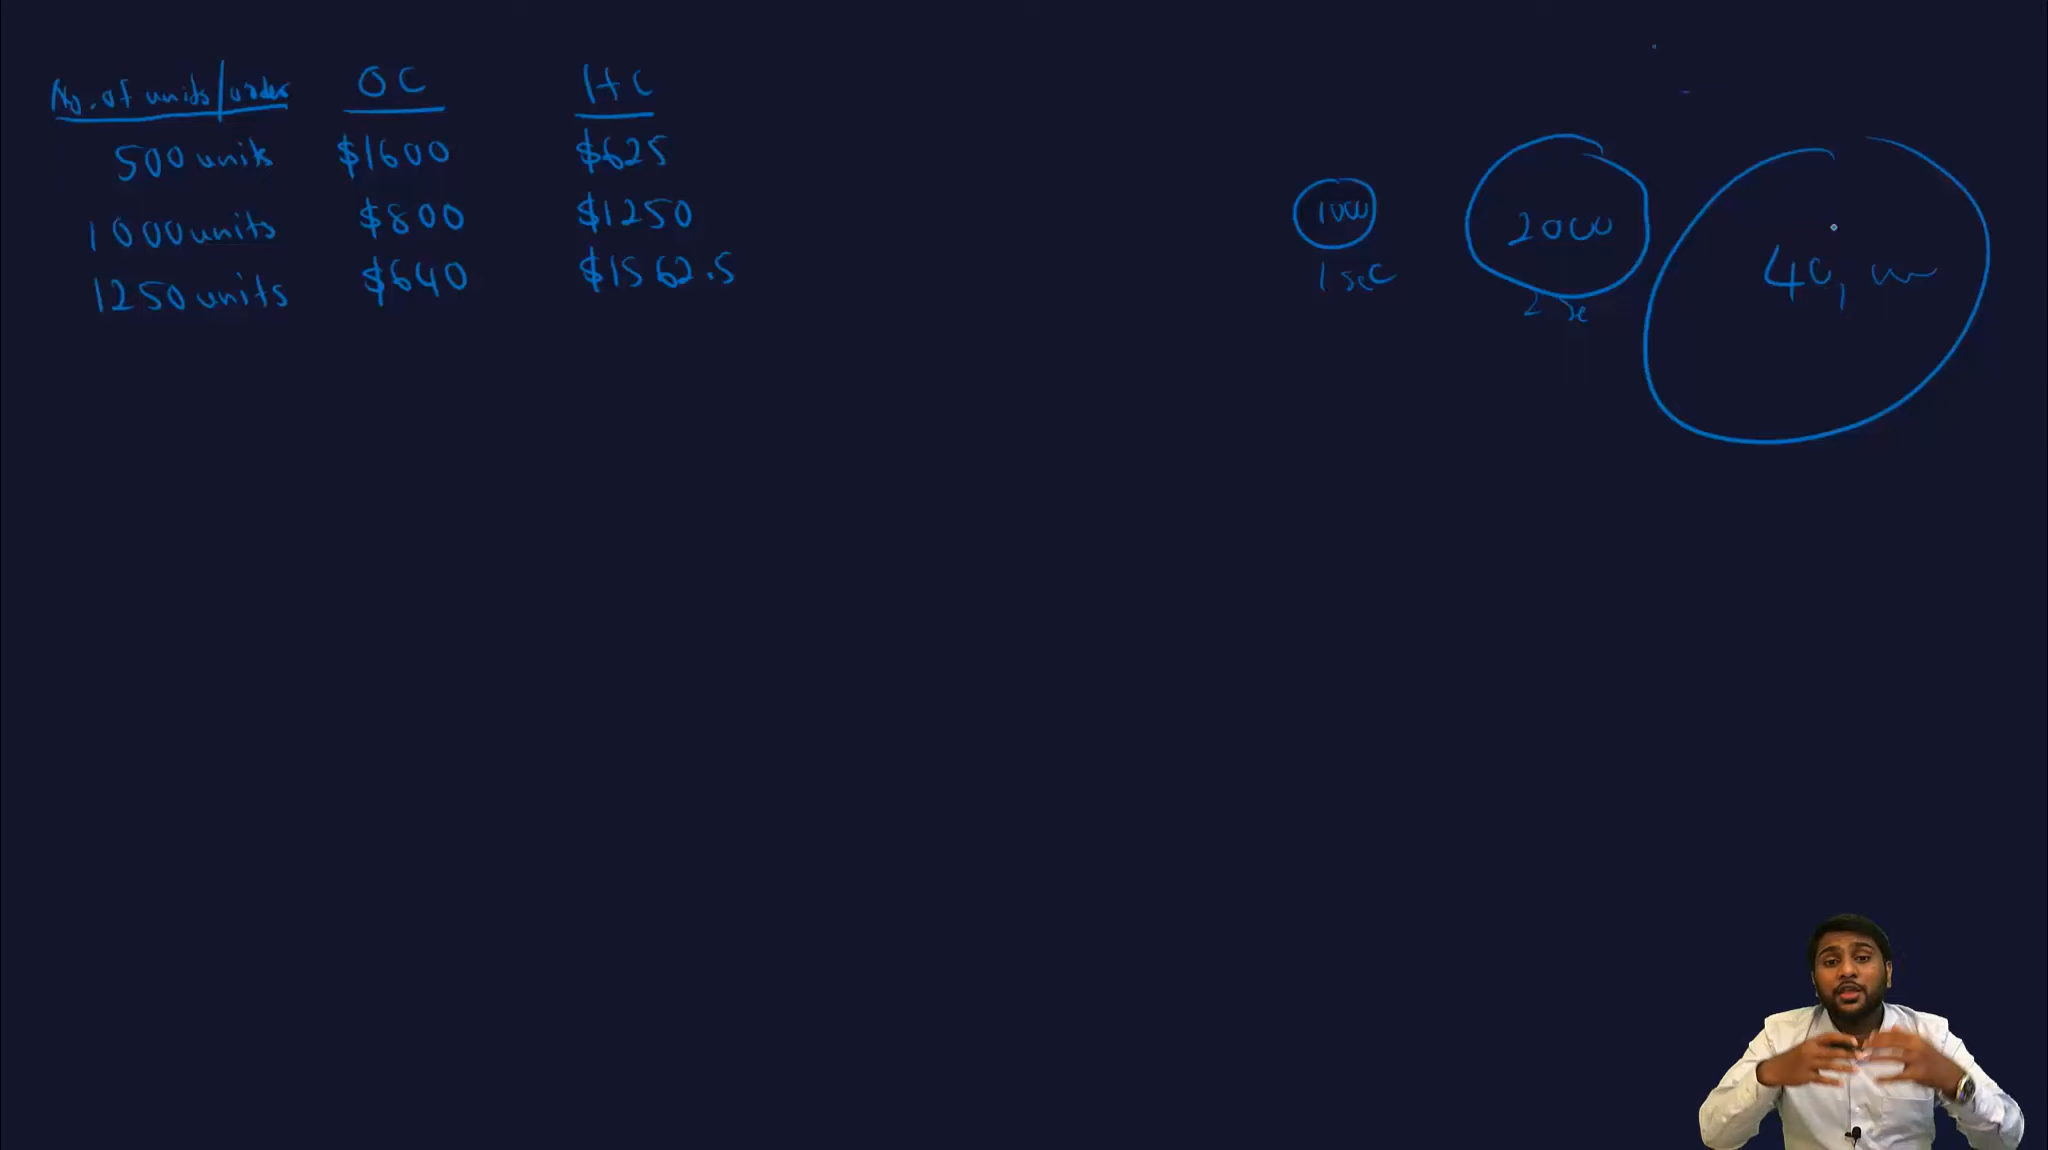 No. of units/order OC HC
500 units $1600 $625
1000 units $800 $1250
1250 units $640 $1562.5
1000
1 sec
2000
2
40,